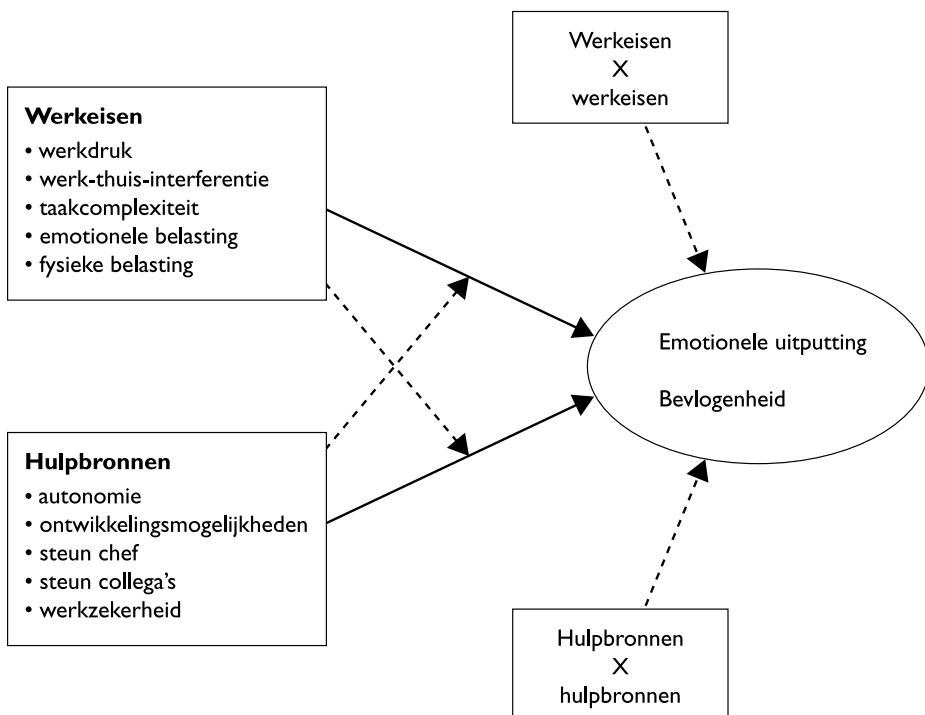 Werkeisen
X
werkeisen
Werkeisen
• werkdruk
• werk-thuis-interferentie
• taakcomplexiteit
• emotionele belasting
• fysieke belasting
Emotionele uitputting
Bevlogenheid
Hulpbronnen
• autonomie
• ontwikkelingsmogelijkheden
• steun chef
• steun collega's
• werkzekerheid
Hulpbronnen
X
hulpbronnen